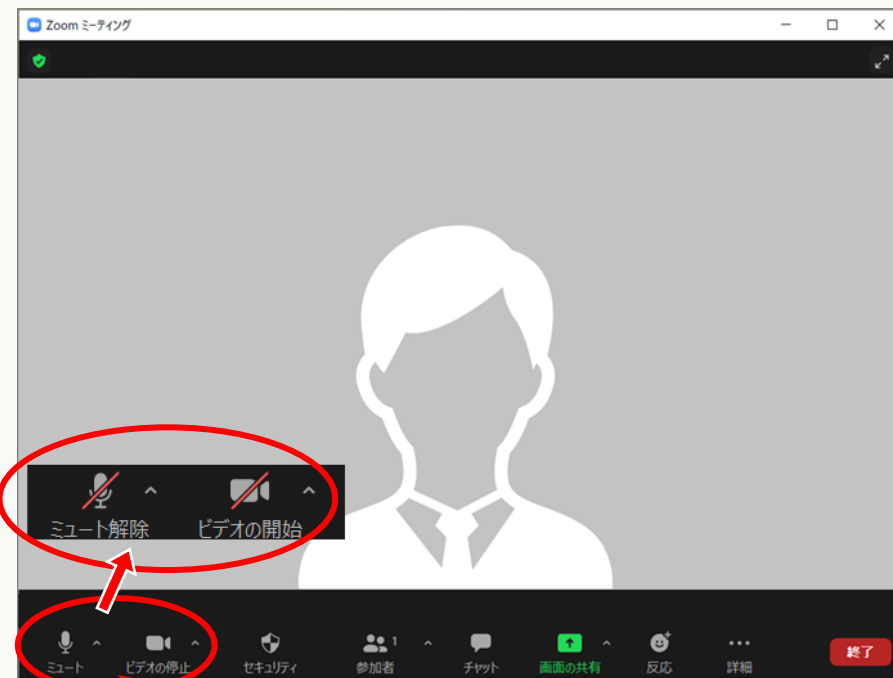 Zoom ミーティング
ミュート解除 ビデオの開始
1
ミュート ビデオの停止 セキュリティ 参加者 チャット 画面の共有 反応 詳細 終了